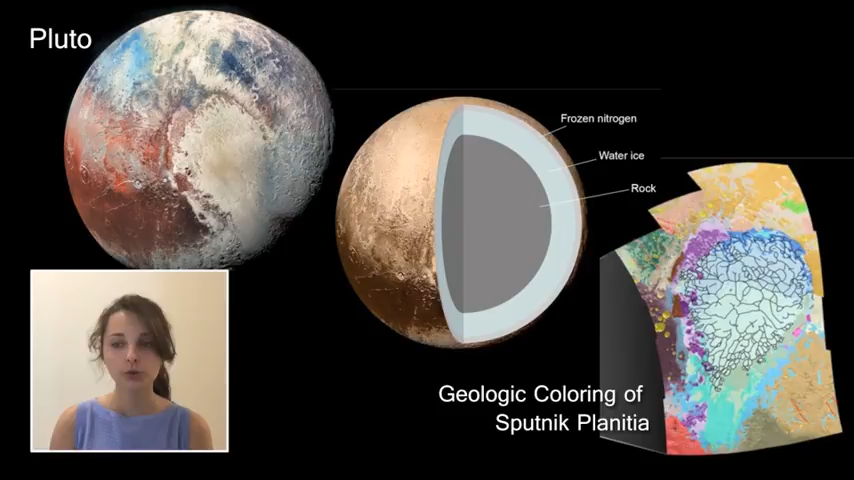 Pluto
Frozen nitrogen
Water ice
Rock
Geologic Coloring of
Sputnik Planitia